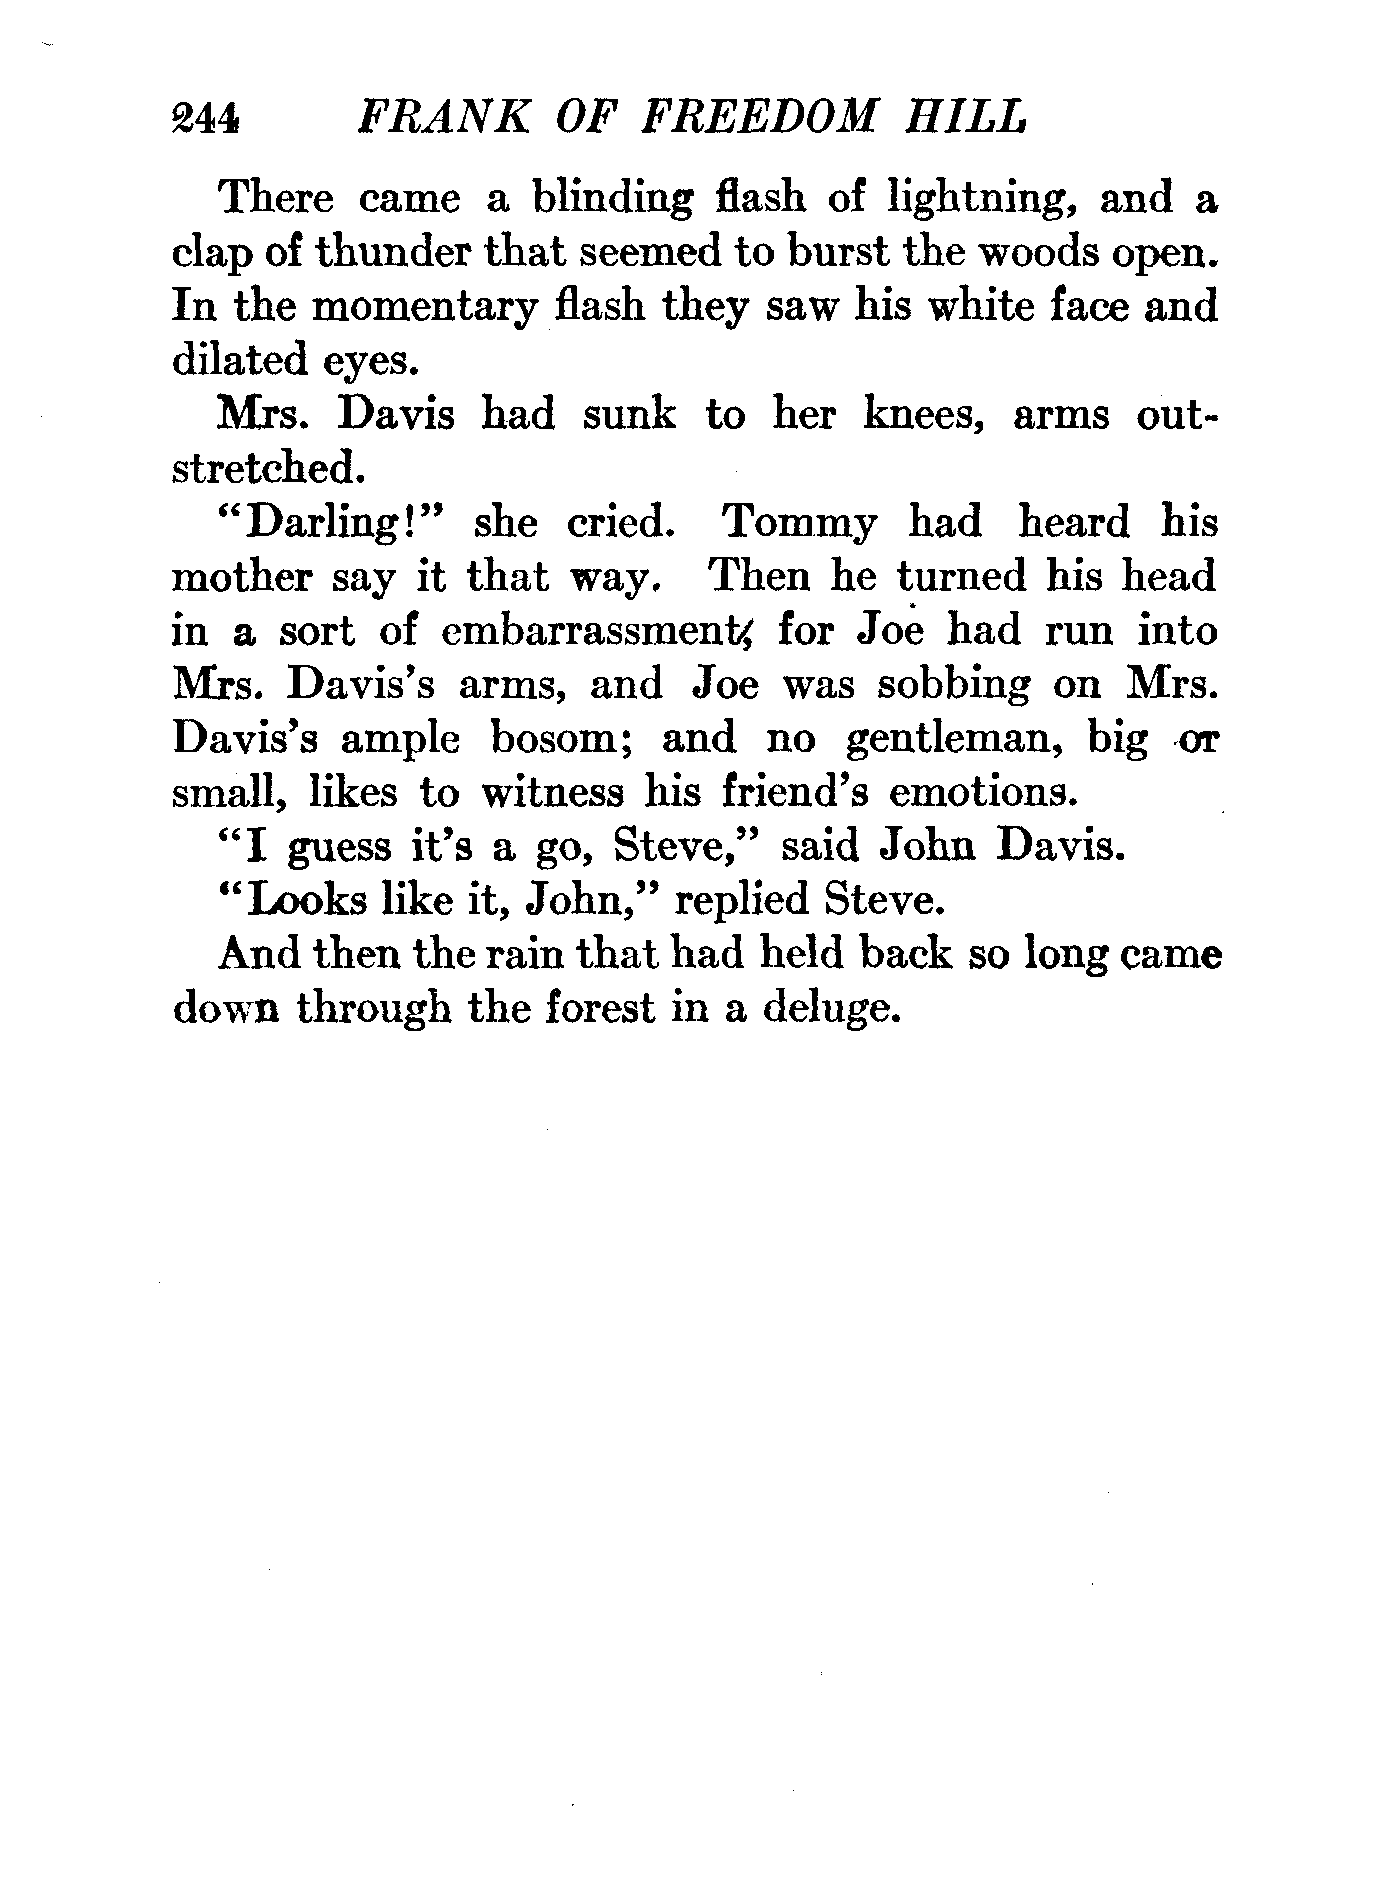 244 FRANK OF FREEDOM HILL
There came a blinding flash of lightning, and a
clap of thunder that seemed to burst the woods open.
In the momentary flash they saw his white face and
dilated eyes.
Mrs. Davis had sunk to her knees, arms out-
stretched.
“Darling!” she cried. Tommy had heard his
mother say it that way. Then he turned his head
in a sort of embarrassment, for Joe had run into
Mrs. Davis’s arms, and Joe was sobbing on Mrs.
Davis’s ample bosom; and no gentleman, big or
small, likes to witness his friend’s emotions.
“I guess it’s a go, Steve,” said John Davis.
“Looks like it, John,” replied Steve.
And then the rain that had held back so long came
down through the forest in a deluge.